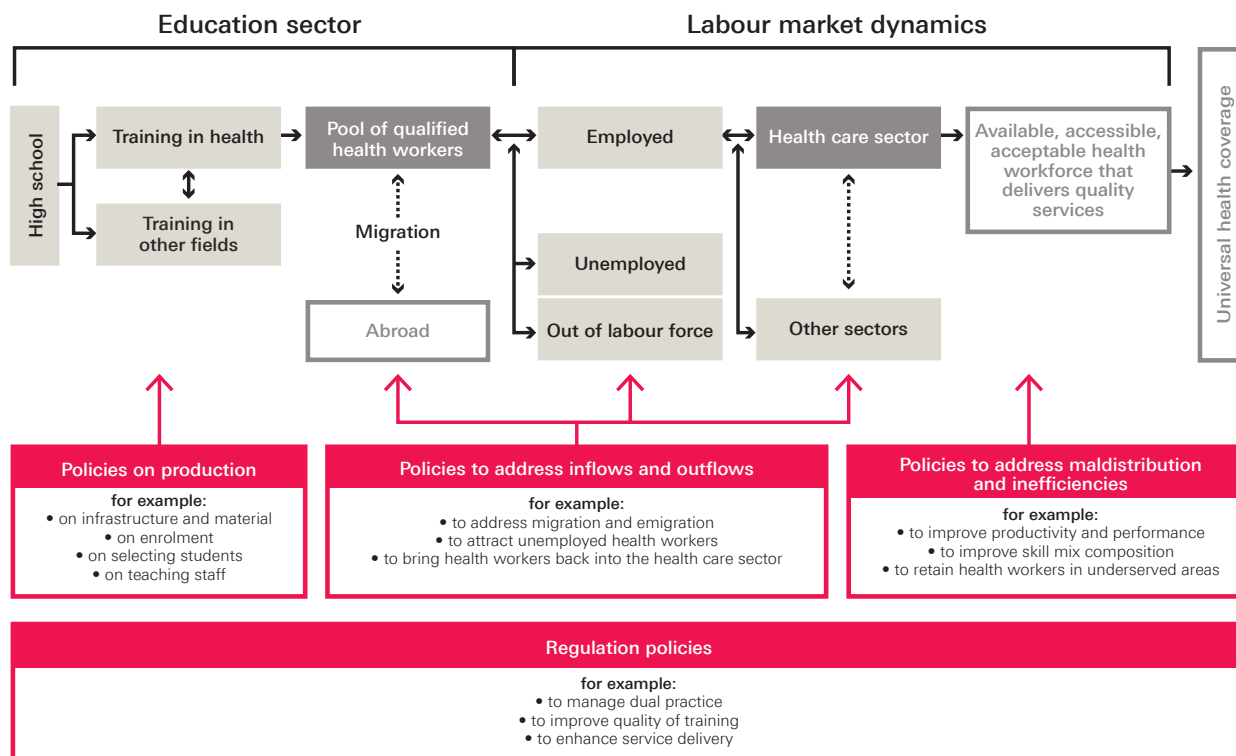 Education sector
Labour market dynamics
High school
Training in health
Training in
other fields
Pool of qualified
health workers
Migration
Abroad
Employed
Unemployed
Out of labour force
Health care sector
Other sectors
Available, accessible,
acceptable health
workforce that
delivers quality
services
Universal health coverage
Policies on production
for example:
• on infrastructure and material
• on enrolment
• on selecting students
• on teaching staff
Policies to address inflows and outflows
for example:
• to address migration and emigration
• to attract unemployed health workers
• to bring health workers back into the health care sector
Policies to address maldistribution
and inefficiencies
for example:
• to improve productivity and performance
• to improve skill mix composition
• to retain health workers in underserved areas
Regulation policies
for example:
• to manage dual practice
• to improve quality of training
• to enhance service delivery